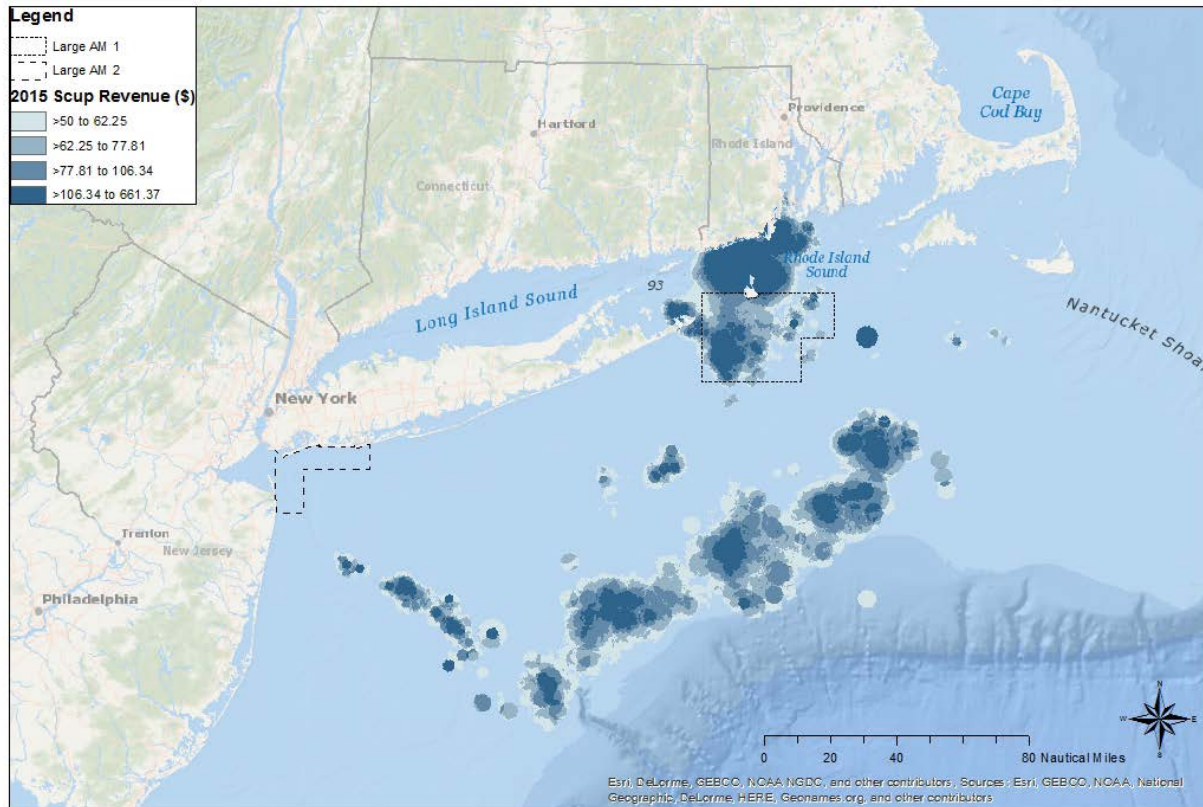 Legend
Large AM 1
Large AM 2
2015 Scup Revenue ($)
>50 to 62.25
>62.25 to 77.81
>77.81 to 106.34
>106.34 to 661.37
Cape
Cod Bay
Providence
Hartford
Rhode Island
Connecticut
Rhode Island
Sound
93
Long Island Sound
Nantucket Shoal
New York
Trenton
New Jersey
Philadelphia
N
W
E
S
0 20 40 80 Nautical Miles
Esri, DeLorme, GEBCO, NOAA NGDC, and other contributors, Sources: Esri, GEBCO, NOAA, National
Geographic, DeLorme, HERE, Geonames.org, and other contributors